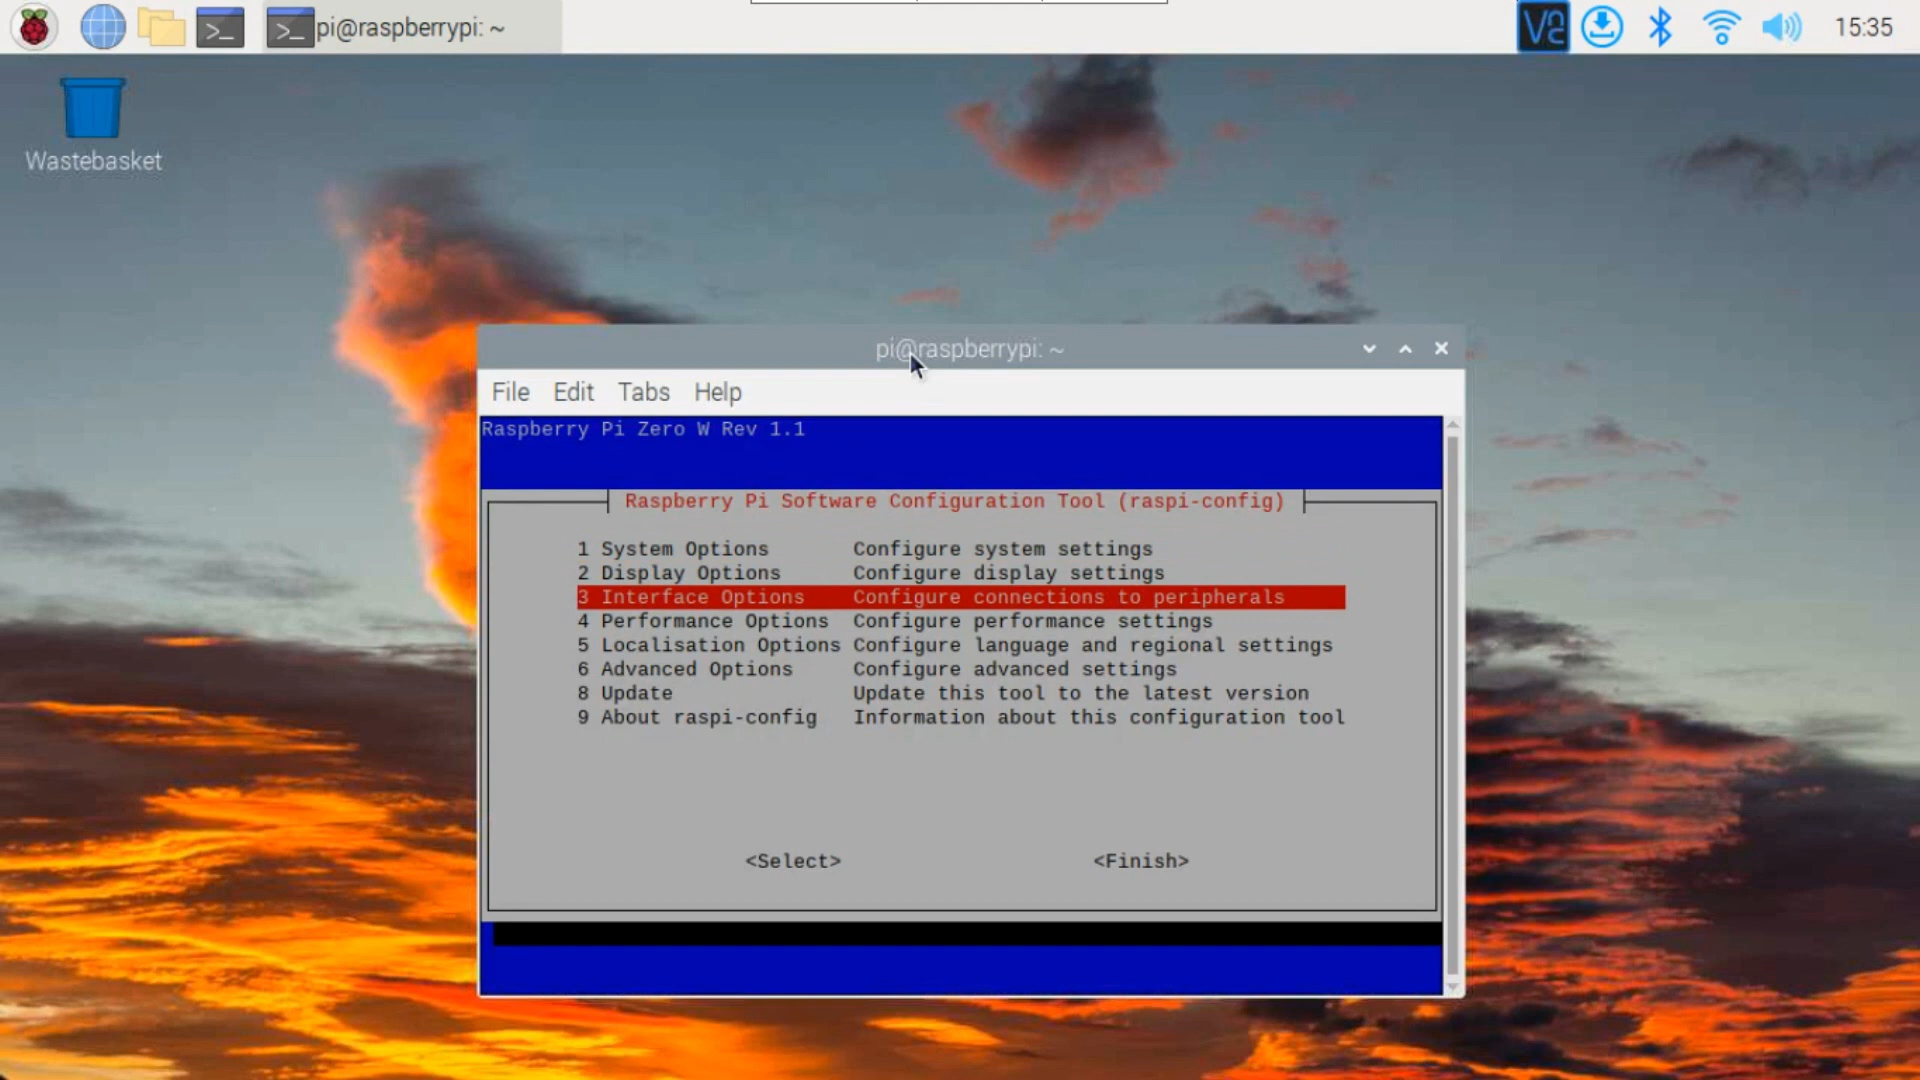 pi@raspberrypi: ~
15:35
Wastebasket
pi@raspberrypi: ~
File Edit Tabs Help
Raspberry Pi Zero W Rev 1.1
Raspberry Pi Software Configuration Tool (raspi-config)
1 System Options Configure system settings
2 Display Options Configure display settings
3 Interface Options Configure connections to peripherals
4 Performance Options Configure performance settings
5 Localisation Options Configure language and regional settings
6 Advanced Options Configure advanced settings
8 Update Update this tool to the latest version
9 About raspi-config Information about this configuration tool
<Select> <Finish>